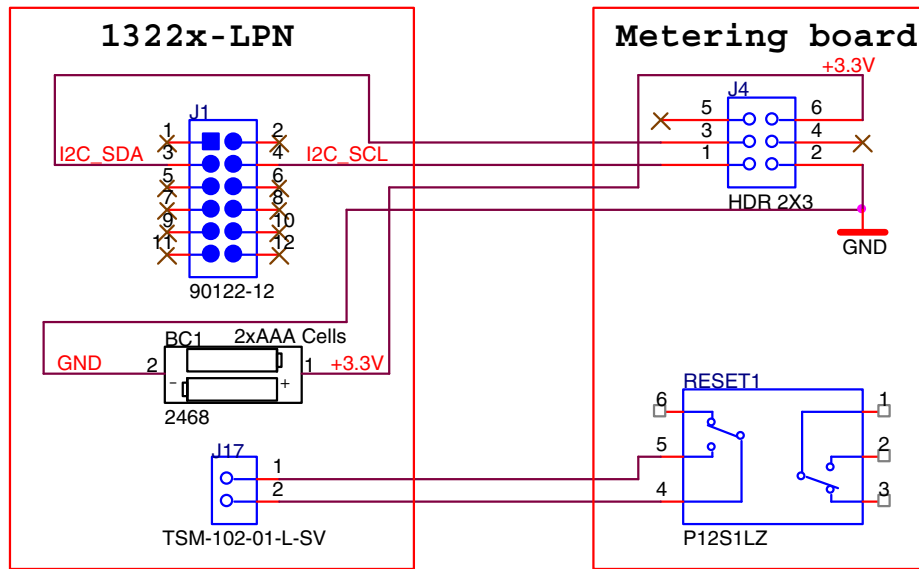 1322x-LPN
Metering board
+3.3V
J1
J4
1 2
I2C_SDA 3 4 I2C_SCL
5 6
7 8
9 10
11 12
90122-12
5 6
3 4
1 2
HDR 2X3
GND
BC1 2xAAA Cells
GND 2 - + 1 +3.3V
2468
RESET1
6 1
5 2
4 3
P12S1LZ
J17
1
2
TSM-102-01-L-SV